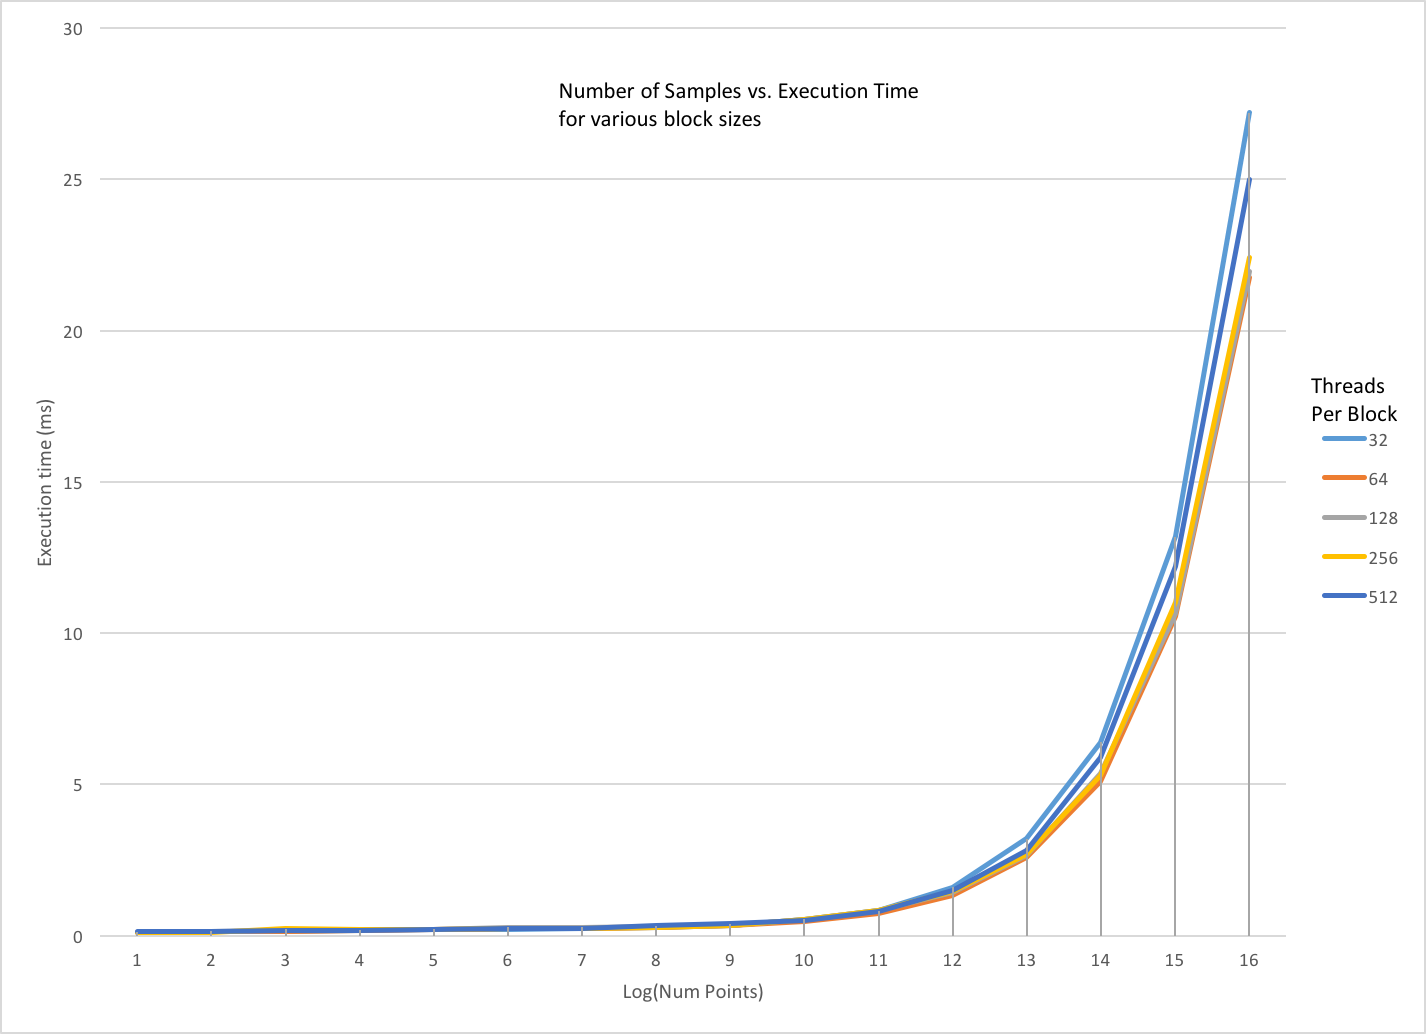 30
Number of Samples vs. Execution Time
for various block sizes
25
20
15
10
5
0
Execution time (ms)
1 2 3 4 5 6 7 8 9 10 11 12 13 14 15 16
Log(Num Points)
Threads
Per Block
32
64
128
256
512